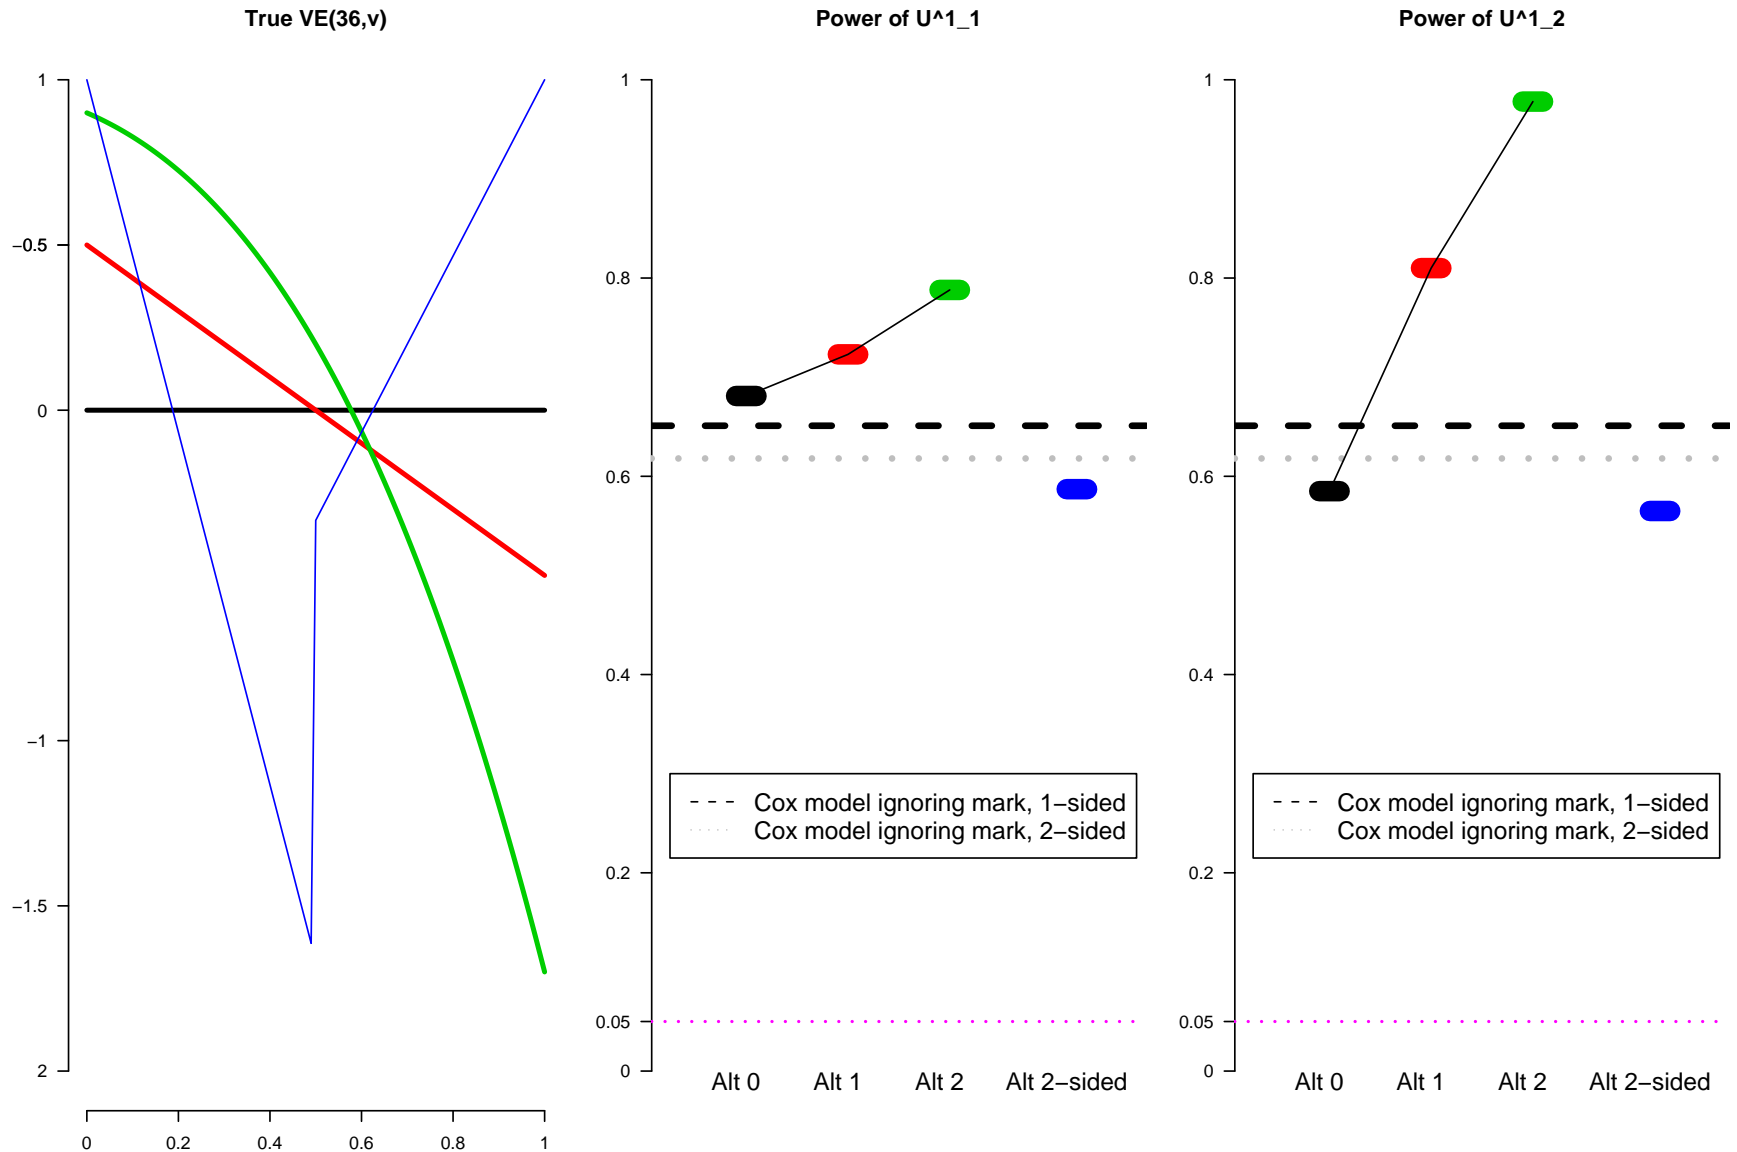 True VE(36,v)
1
−0.5
0
−1
−1.5
2
0 0.2 0.4 0.6 0.8 1
Power of U^1_1
1
0.8
0.6
0.4
0.2
0.05
0
Cox model ignoring mark, 1−sided
Cox model ignoring mark, 2−sided
Alt 0 Alt 1 Alt 2 Alt 2−sided
Power of U^1_2
1
0.8
0.6
0.4
0.2
0.05
0
Cox model ignoring mark, 1−sided
Cox model ignoring mark, 2−sided
Alt 0 Alt 1 Alt 2 Alt 2−sided